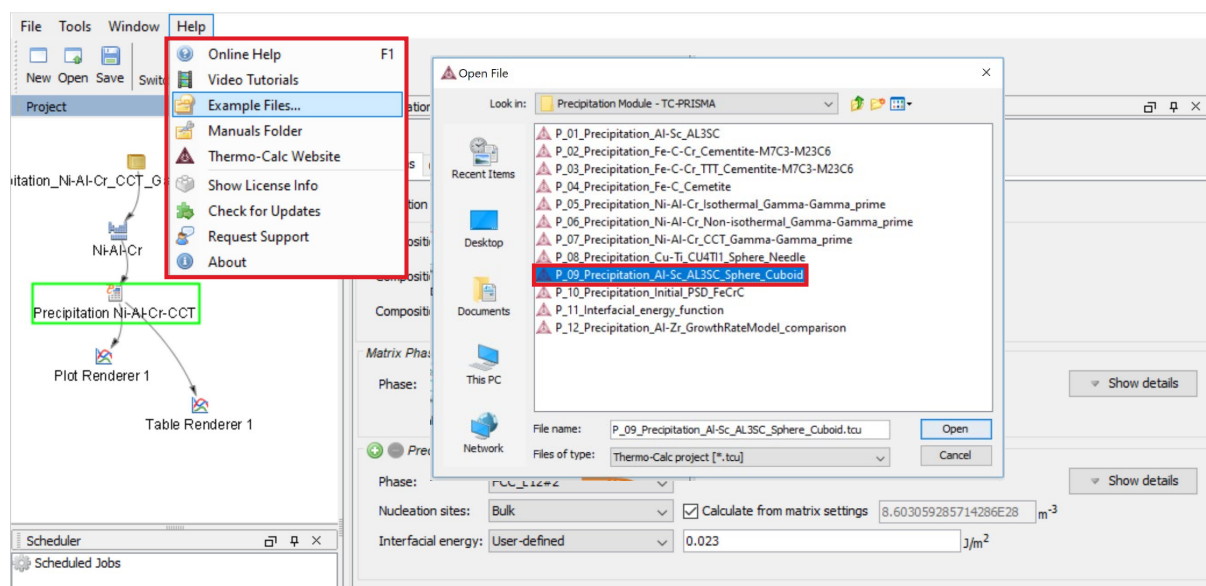 File Tools Window Help
New Open Save
Online Help F1
Video Tutorials
Example Files...
Manuals Folder
Thermo-Calc Website
Show License Info
Check for Updates
Request Support
About
Project
Ni-Al-Cr
Precipitation Ni-Al-Cr-CCT
Plot Renderer 1
Table Renderer 1
Scheduler
Scheduled Jobs
Open File
Look in: Precipitation Module - TC-PRISMA
Recent Items
Desktop
Documents
This PC
Network
P_01_Precipitation_Al-Sc_AL3SC
P_02_Precipitation_Fe-C-Cr_Cementite-M7C3-M23C6
P_03_Precipitation_Fe-C-Cr_TTT_Cementite-M7C3-M23C6
P_04_Precipitation_Fe-C_Cemetite
P_05_Precipitation_Ni-Al-Cr_Isothermal_Gamma-Gamma_prime
P_06_Precipitation_Ni-Al-Cr_Non-isothermal_Gamma-Gamma_prime
P_07_Precipitation_Ni-Al-Cr_CCT_Gamma-Gamma_prime
P_08_Precipitation_Cu-Ti_CU4TI1_Sphere_Needle
P_09_Precipitation_Al-Sc_AL3SC_Sphere_Cuboid
P_10_Precipitation_Initial_PSD_FeCrC
P_11_Interfacial_energy_function
P_12_Precipitation_Al-Zr_GrowthRateModel_comparison
File name: P_09_Precipitation_Al-Sc_AL3SC_Sphere_Cuboid.tcu Open
Files of type: Thermo-Calc project [*.tcu] Cancel
Phase: Show details
Phase: FCC_L12#2 Show details
Nucleation sites: Bulk Calculate from matrix settings 8.603059285714286E28 m-3
Interfacial energy: User-defined 0.023 J/m2